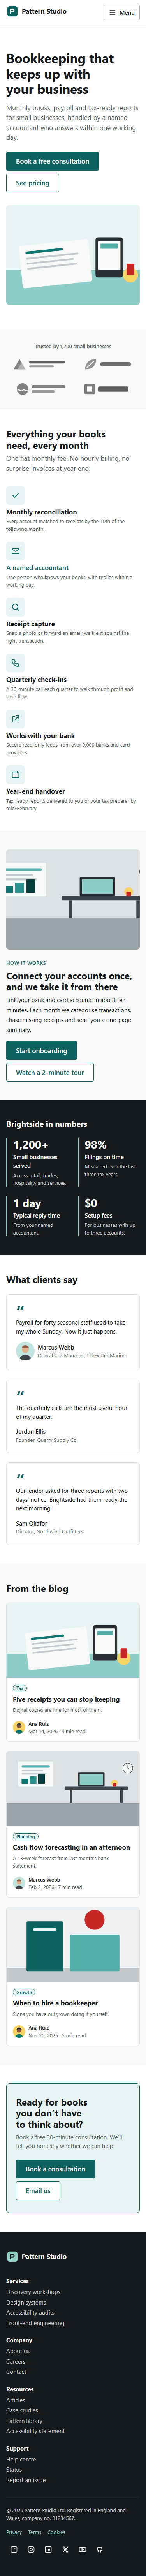 Pattern Studio
Menu
Bookkeeping that
keeps up with
your business
Monthly books, payroll and tax-ready reports
for small businesses, handled by a named
accountant who answers within one working
day.
Book a free consultation
See pricing
Trusted by 1,200 small businesses
Everything your books
need, every month
One flat monthly fee. No hourly billing, no
surprise invoices at year end.
Monthly reconciliation
Every account matched to receipts by the 10th of the
following month.
A named accountant
One person who knows your books, with replies within a
working day.
Receipt capture
Snap a photo or forward an email; we file it against the
right transaction.
Quarterly check-ins
A 30-minute call each quarter to walk through profit and
cash flow.
Works with your bank
Secure read-only feeds from over 9,000 banks and card
providers.
Year-end handover
Tax-ready reports delivered to you or your tax preparer by
mid-February.
HOW IT WORKS
Connect your accounts once,
and we take it from there
Link your bank and card accounts in about ten
minutes. Each month we categorise transactions,
chase missing receipts and send you a one-page
summary.
Start onboarding
Watch a 2-minute tour
Brightside in numbers
1,200+
Small businesses
served
Across retail, trades,
hospitality and services.
98%
Filings on time
Measured over the last
three tax years.
1 day
Typical reply time
From your named
accountant.
$0
Setup fees
For businesses with up
to three accounts.
What clients say
“
Payroll for forty seasonal staff used to take
my whole Sunday. Now it just happens.
Marcus Webb
Operations Manager, Tidewater Marine
“
The quarterly calls are the most useful hour
of my quarter.
Jordan Ellis
Founder, Quarry Supply Co.
“
Our lender asked for three reports with two
days’ notice. Brightside had them ready the
next morning.
Sam Okafor
Director, Northwind Outfitters
From the blog
Tax
Five receipts you can stop keeping
Digital copies are fine for most of them.
Ana Ruiz
Mar 14, 2026 · 4 min read
Planning
Cash flow forecasting in an afternoon
A 13-week forecast from last month’s bank
statement.
Marcus Webb
Feb 2, 2026 · 7 min read
Growth
When to hire a bookkeeper
Signs you have outgrown doing it yourself.
Ana Ruiz
Nov 20, 2025 · 5 min read
Ready for books
you don’t have
to think about?
Book a free 30-minute consultation. We’ll
tell you honestly whether we can help.
Book a consultation
Email us
Pattern Studio
Services
Discovery workshops
Design systems
Accessibility audits
Front-end engineering
Company
About us
Careers
Contact
Resources
Articles
Case studies
Pattern library
Accessibility statement
Support
Help centre
Status
Report an issue
© 2026 Pattern Studio Ltd. Registered in England and
Wales, company no. 01234567.
Privacy
Terms
Cookies